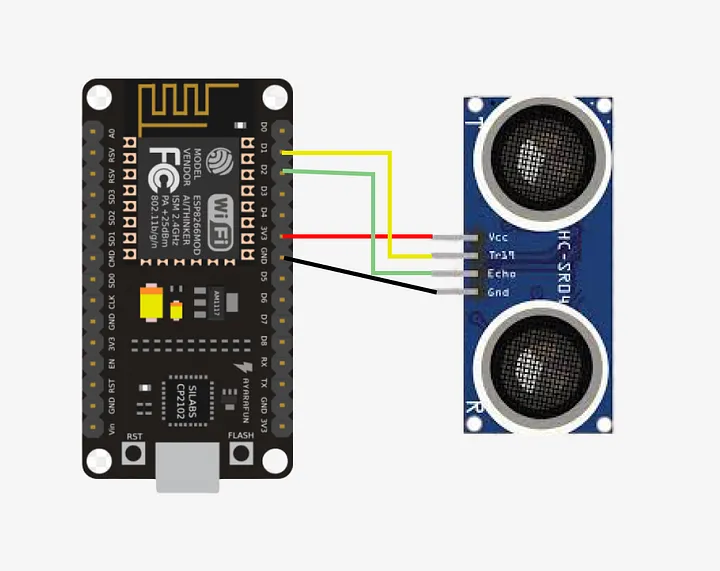 A0
RSV
RSV
SD3
SD2
SD1
CMD
SD0
CLK
GND
3V3
EN
RST
GND
Vin
D0
D1
D2
D3
D4
3V3
GND
D5
D6
D7
D8
RX
TX
GND
3V3
MODEL
VENDOR
ESP8266MOD
AI/THINKER
ISM 2.4GHz
PA +25dBm
802.11b/g/n
FC
Wi Fi
AM1117
SILABS
CP2102
AYARAFUN
RST
FLASH
T
Vcc
Trig
Echo
Gnd
HC-SR04
R